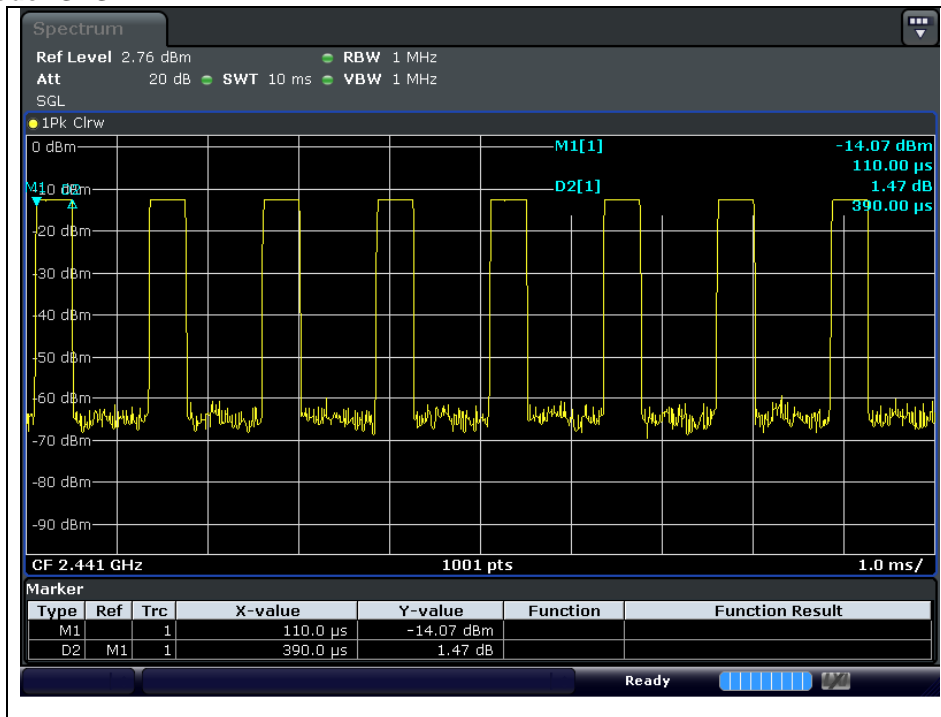 Spectrum
Ref Level 2.76 dBm RBW 1 MHz
Att 20 dB SWT 10 ms VBW 1 MHz
SGL
1Pk Clrw
0 dBm
M1[1] -14.07 dBm
110.00 µs
M1 D2
-10 dBm
D2[1] 1.47 dB
390.00 µs
-20 dBm
-30 dBm
-40 dBm
-50 dBm
-60 dBm
-70 dBm
-80 dBm
-90 dBm
CF 2.441 GHz 1001 pts 1.0 ms/
Marker
Type Ref Trc X-value Y-value Function Function Result
M1 1 110.0 µs -14.07 dBm
D2 M1 1 390.0 µs 1.47 dB
Ready